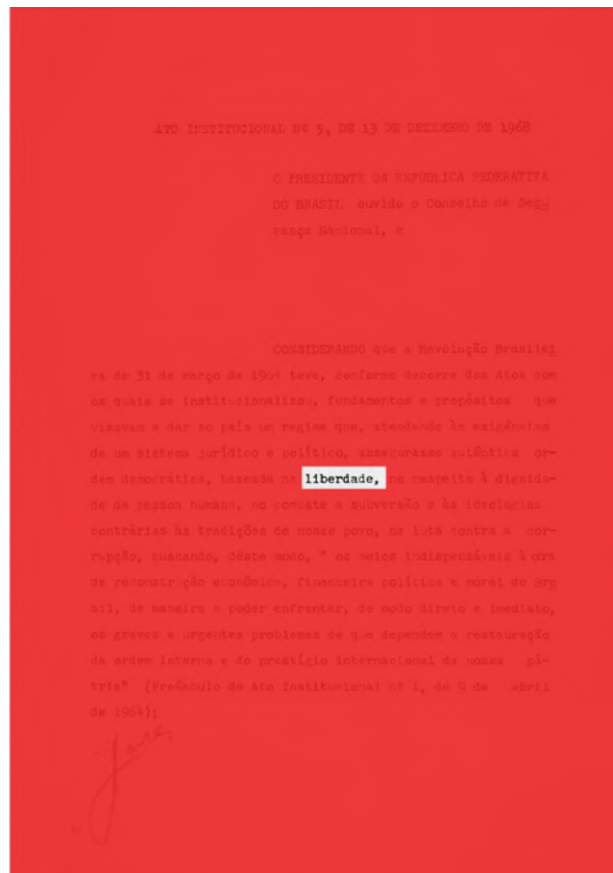 ATO INSTITUCIONAL Nº 5, DE 13 DE DEZEMBRO DE 1968
O PRESIDENTE DA REPÚBLICA FEDERATIVA
DO BRASIL ouvido o Conselho de Segu
rança Nacional, e
CONSIDERANDO que a Revolução Brasilei
ra de 31 de março de 1964 teve, conforme decorre dos Atos com
os quais se institucionalizou, fundamentos e propósitos que
visavam a dar ao país um regime que, atendendo às exigências
de um sistema jurídico e político, assegurasse autêntica or-
dem democrática, baseada na liberdade, no respeito à dignida-
de da pessoa humana, no combate à subversão e às ideologias
contrárias às tradições de nosso povo, na luta contra a cor-
rupção, buscando, deste modo, " os meios indispensáveis à
de reconstrução econômica, financeira política e moral do
sil, de maneira a poder enfrentar, de modo direto e imediato,
os graves e urgentes problemas de que depende a restauração
da ordem interna e do prestígio internacional da nossa pá-
tria" (Preâmbulo do Ato Institucional nº 1, de 9 de abril
de 1964);